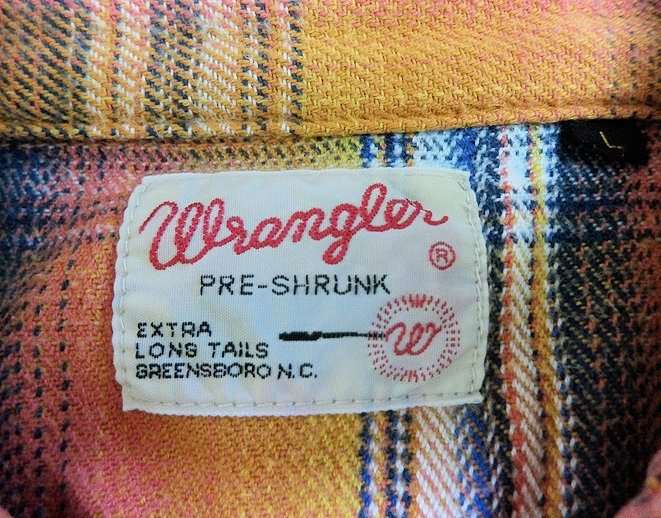 L
Wrangler
®
PRE-SHRUNK
EXTRA
LONG TAILS
GREENSBORO N.C.
W